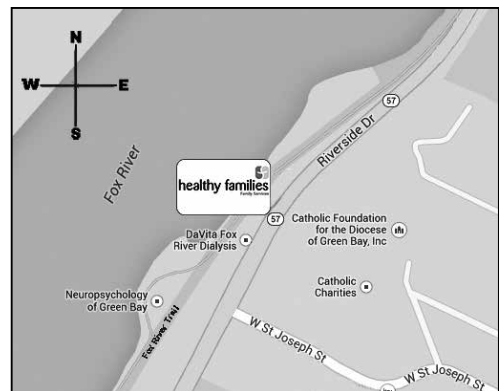 N
W E
S
Fox River
57
Riverside Dr
healthy families
Family Services
57
DaVita Fox
River Dialysis
Catholic Foundation
for the Diocese
of Green Bay, Inc
Neuropsychology
of Green Bay
Catholic
Charities
Fox River Trail
W St Joseph St
W St Joseph St